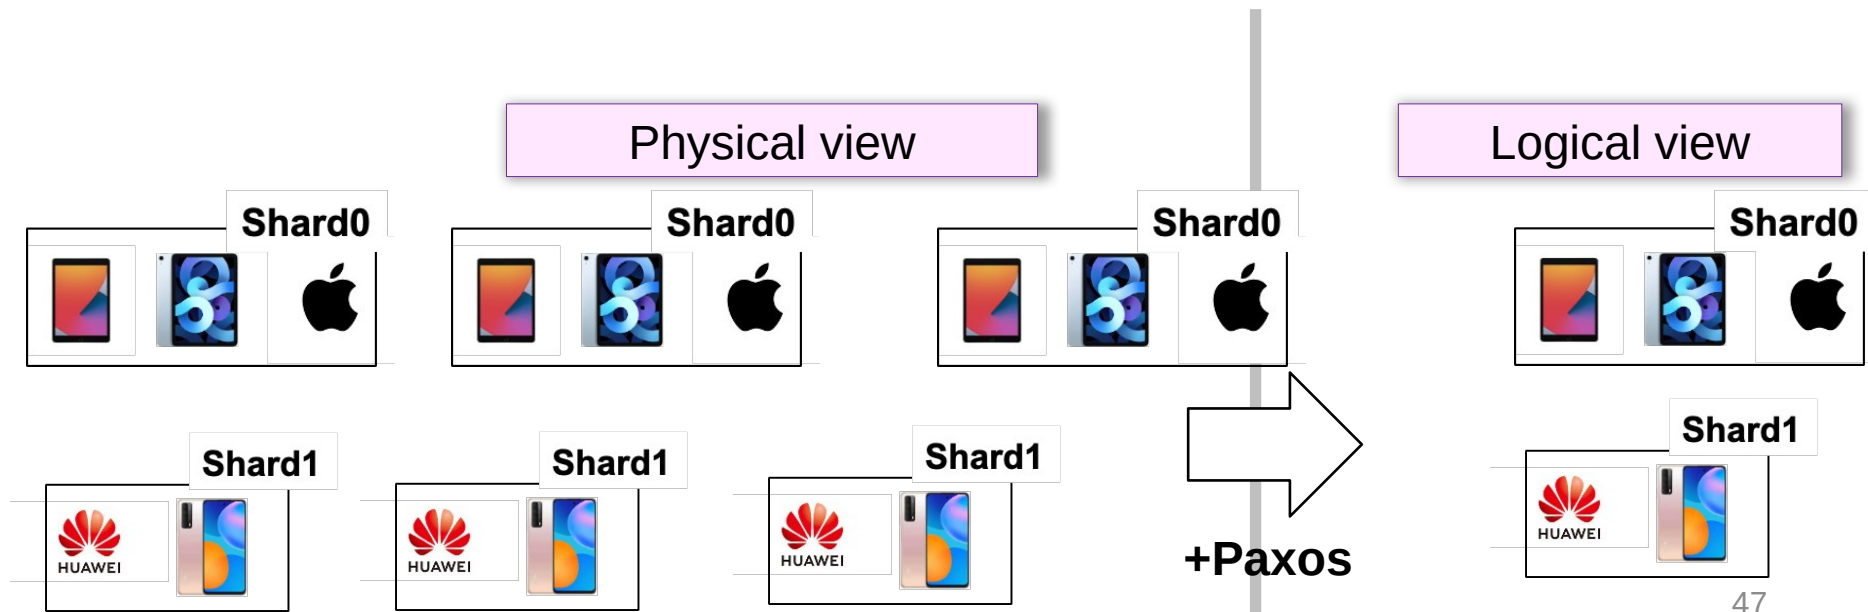 Physical view
Logical view
Shard0
Shard0
Shard0
Shard0
Shard1
Shard1
Shard1
Shard1
HUAWEI
HUAWEI
HUAWEI
HUAWEI
+Paxos
47